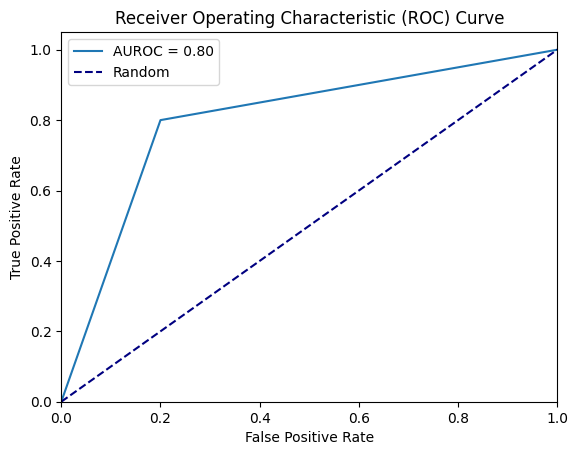 Receiver Operating Characteristic (ROC) Curve
AUROC = 0.80
Random
True Positive Rate
1.0
0.8
0.6
0.4
0.2
0.0
0.0 0.2 0.4 0.6 0.8 1.0
False Positive Rate